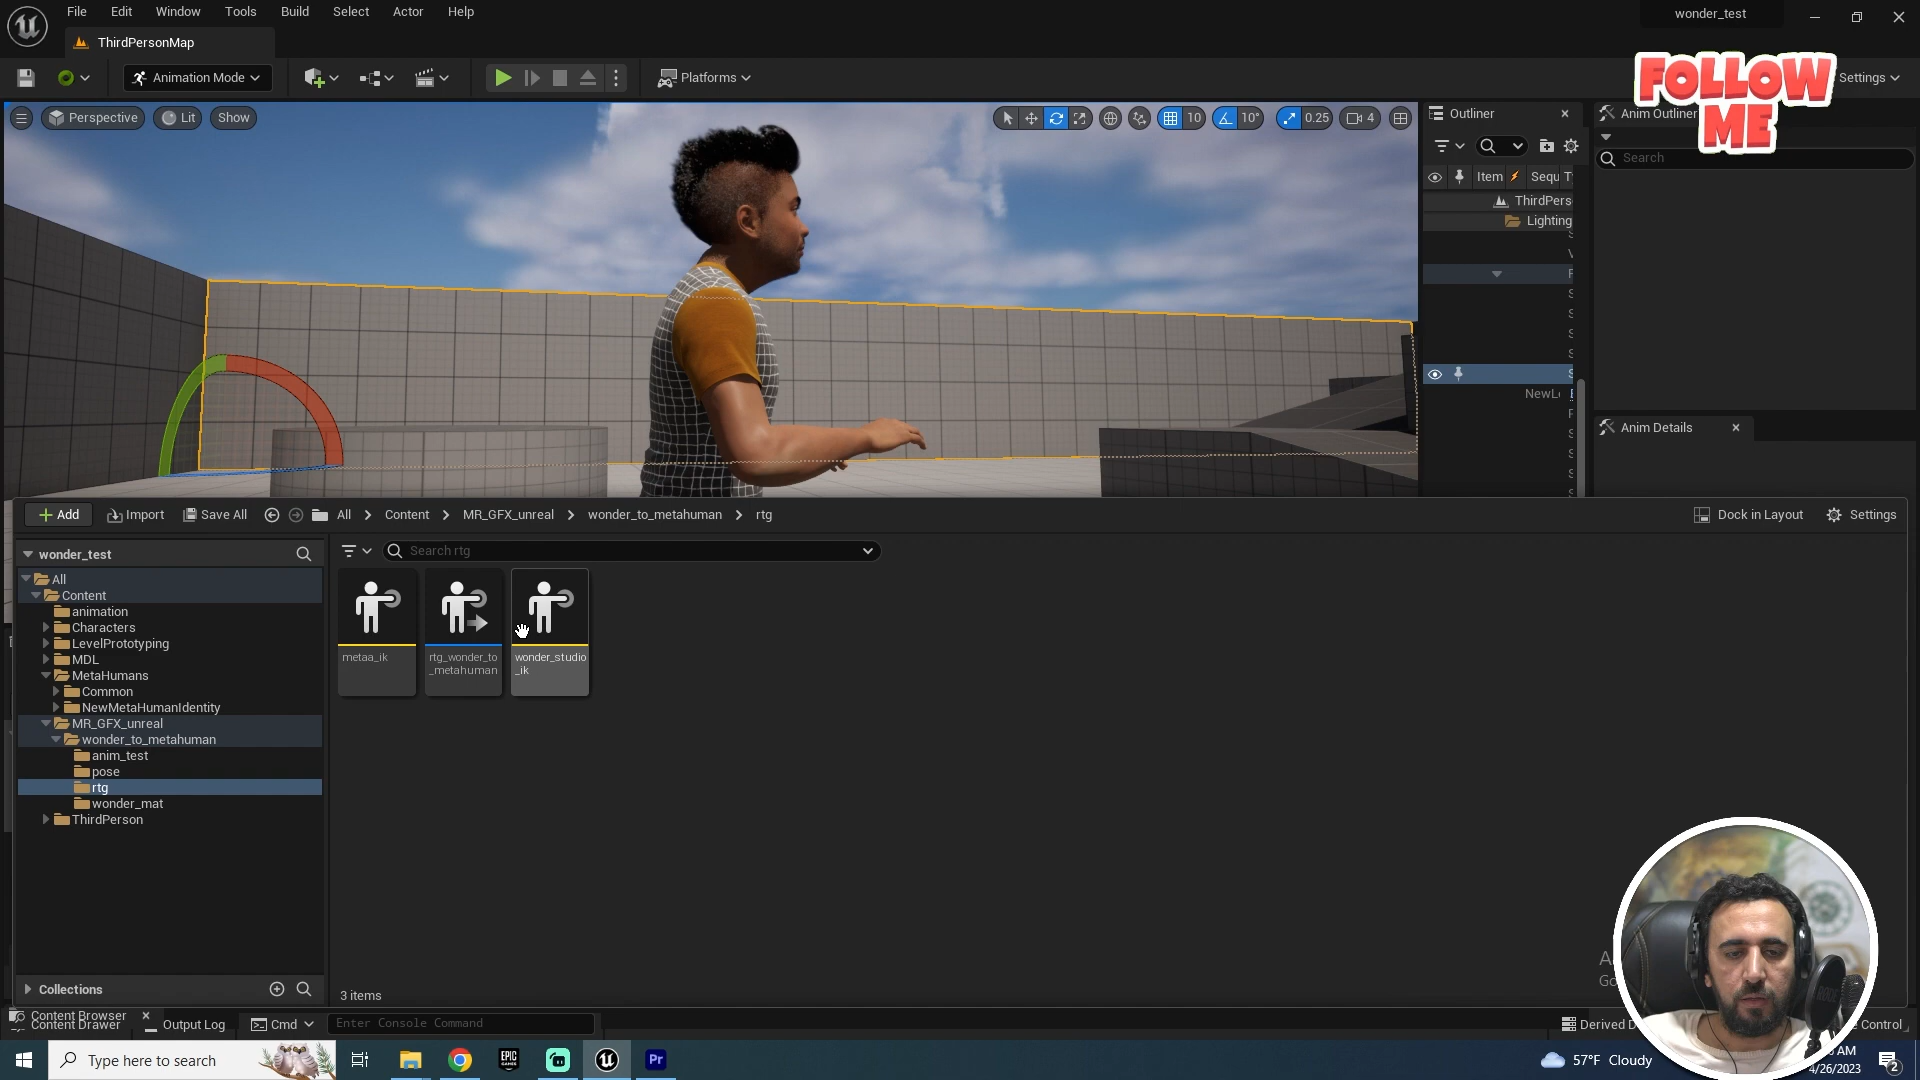 File Edit Window Tools Build Select Actor Help
wonder_test
ThirdPersonMap
Animation Mode
Platforms
Settings
FOLLOW
ME
Perspective Lit Show
10 10° 0.25 4
Outliner
Item Sequ
ThirdPers
Lighting
NewL
Anim Outliner
Search
Anim Details
Add Import Save All All Content MR_GFX_unreal wonder_to_metahuman rtg
Dock in Layout Settings
wonder_test
Search rtg
All
Content
animation
Characters
LevelPrototyping
MDL
MetaHumans
Common
NewMetaHumanIdentity
MR_GFX_unreal
wonder_to_metahuman
anim_test
pose
rtg
wonder_mat
ThirdPerson
metaa_ik
rtg_wonder_to
_metahuman
wonder_studio
_ik
Collections
3 items
Content Browser
Content Drawer Output Log Cmd Enter Console Command
Derived D
e Control
Type here to search
EPIC
GAMES
Pr
57°F Cloudy
AM
4/26/2023
2